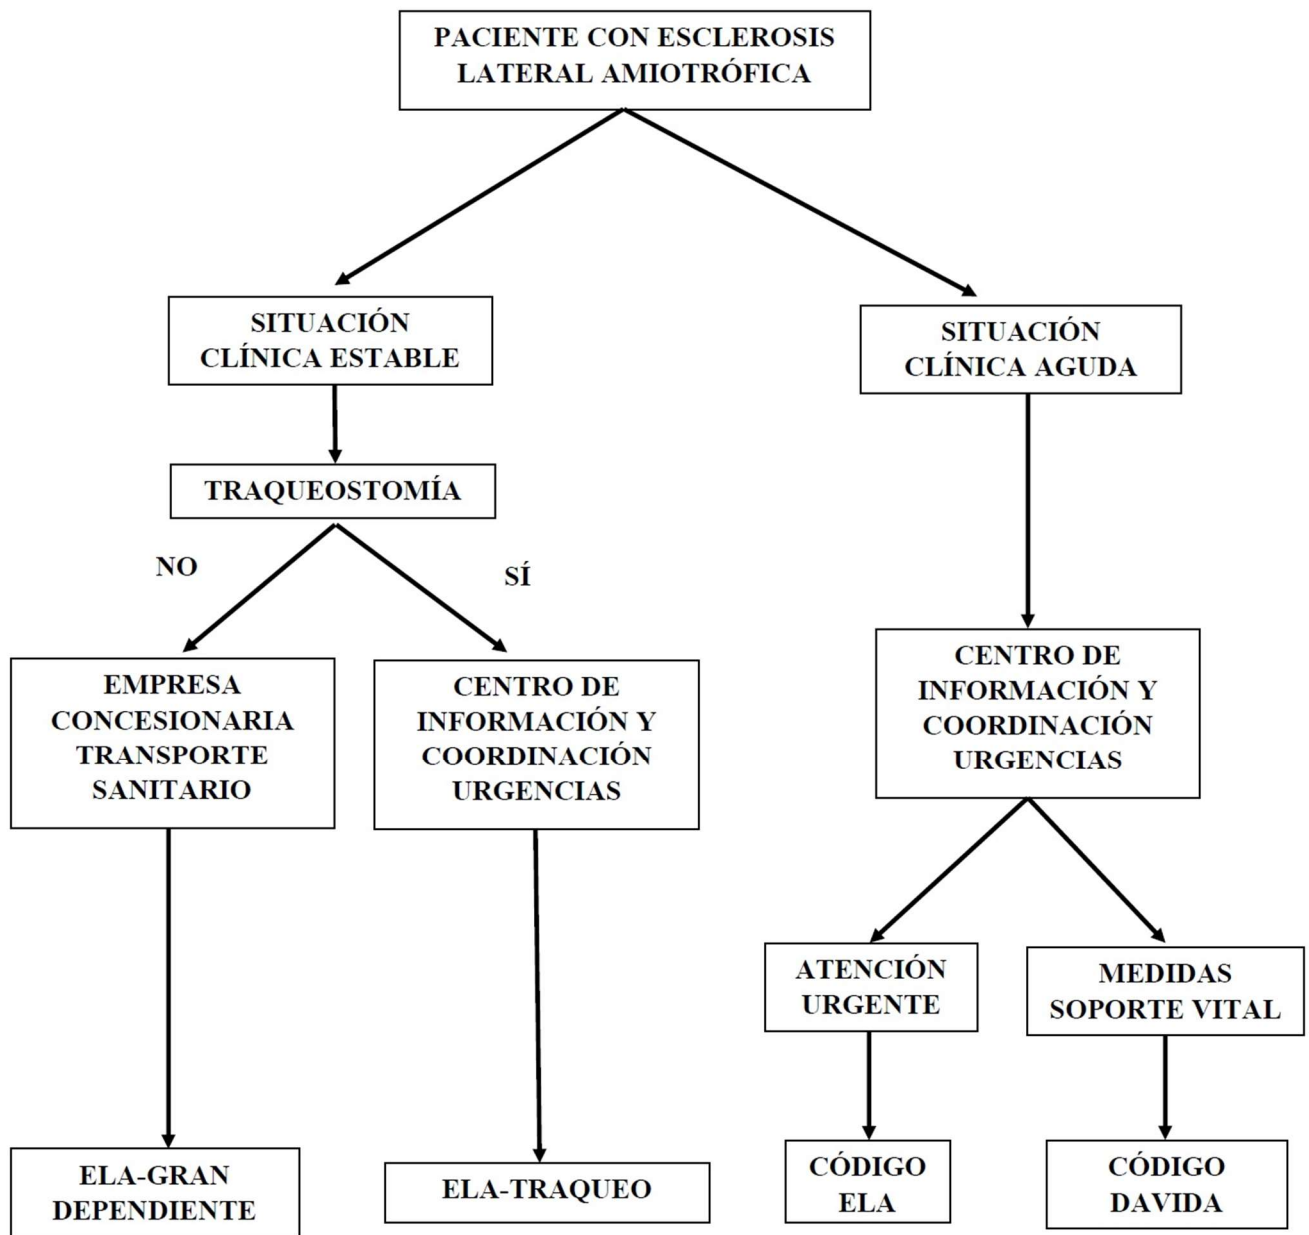 PACIENTE CON ESCLEROSIS
LATERAL AMIOTRÓFICA
SITUACIÓN
CLÍNICA ESTABLE
SITUACIÓN
CLÍNICA AGUDA
TRAQUEOSTOMÍA
NO
SÍ
EMPRESA
CONCESIONARIA
TRANSPORTE
SANITARIO
CENTRO DE
INFORMACIÓN Y
COORDINACIÓN
URGENCIAS
CENTRO DE
INFORMACIÓN Y
COORDINACIÓN
URGENCIAS
ATENCIÓN
URGENTE
MEDIDAS
SOPORTE VITAL
ELA-GRAN
DEPENDIENTE
ELA-TRAQUEO
CÓDIGO
ELA
CÓDIGO
DAVIDA